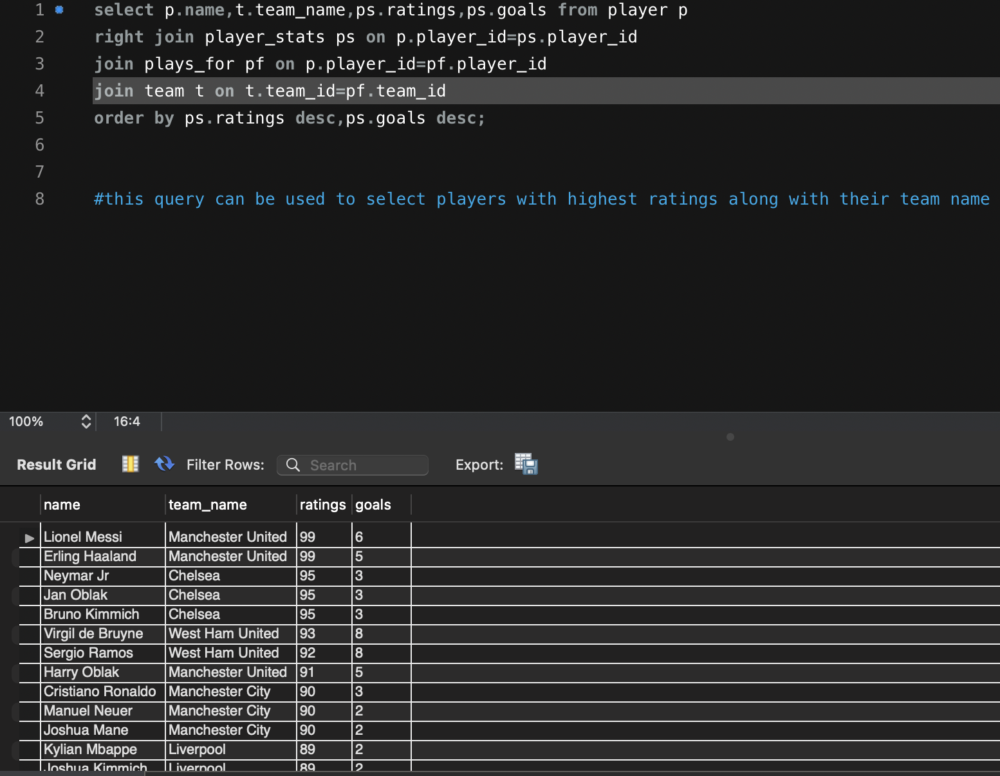 1 select p.name,t.team_name,ps.ratings,ps.goals from player p
2 right join player_stats ps on p.player_id=ps.player_id
3 join plays_for pf on p.player_id=pf.player_id
4 join team t on t.team_id=pf.team_id
5 order by ps.ratings desc,ps.goals desc;
6
7
8 #this query can be used to select players with highest ratings along with their team name
100% 16:4
Result Grid Filter Rows: Search Export:
name team_name ratings goals
Lionel Messi Manchester United 99 6
Erling Haaland Manchester United 99 5
Neymar Jr Chelsea 95 3
Jan Oblak Chelsea 95 3
Bruno Kimmich Chelsea 95 3
Virgil de Bruyne West Ham United 93 8
Sergio Ramos West Ham United 92 8
Harry Oblak Manchester United 91 5
Cristiano Ronaldo Manchester City 90 3
Manuel Neuer Manchester City 90 2
Joshua Mane Manchester City 90 2
Kylian Mbappe Liverpool 89 2
Joshua Kimmich Liverpool 89 2